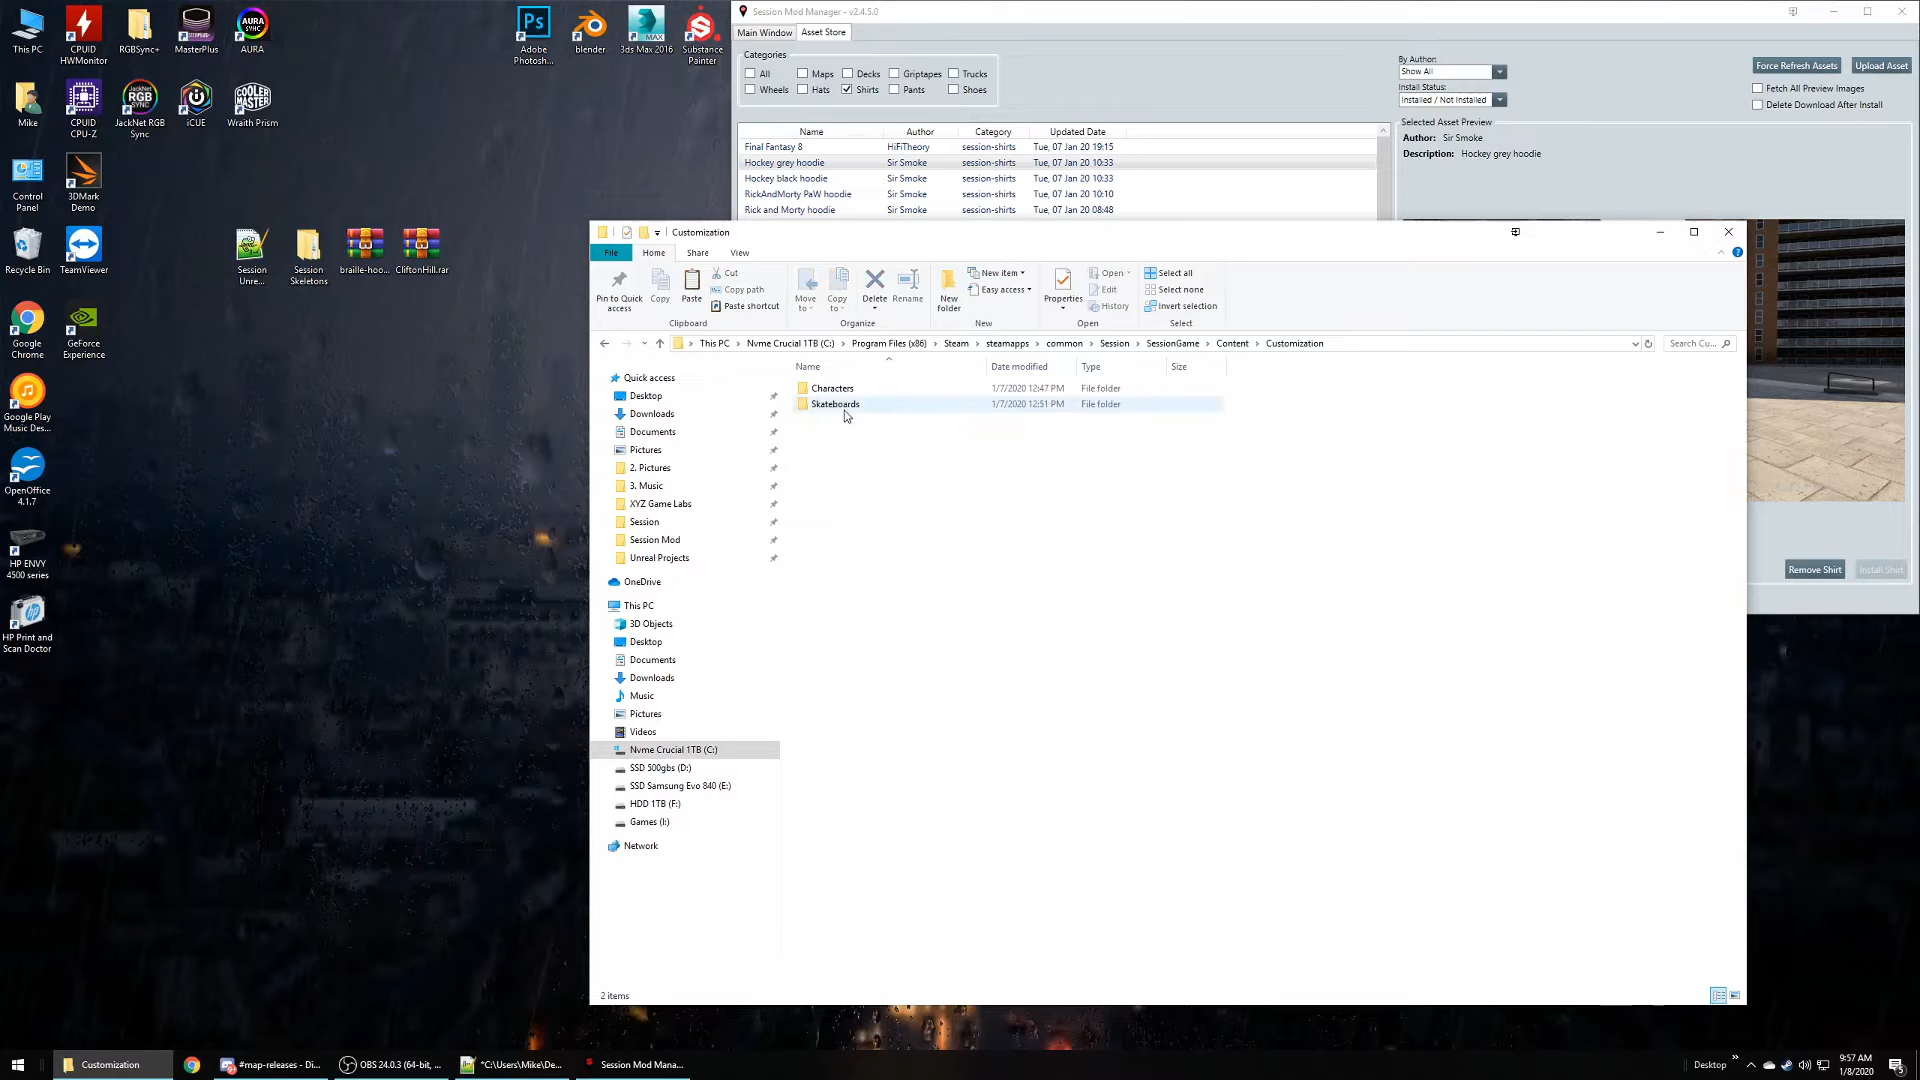 This PC
CPUID
HWMonitor
RGBSync+
MasterPlus
AURA
Adobe
Photosh...
blender
3ds Max 2016
Substance
Painter
Mike
CPUID
CPU-Z
JackNet RGB
Sync
iCUE
Wraith Prism
Control
Panel
3DMark
Demo
Recycle Bin
TeamViewer
Session
Unre...
Session
Skeletons
braille-hoo...
CliftonHill.rar
Google
Chrome
GeForce
Experience
Google Play
Music Des...
OpenOffice
4.1.7
HP ENVY
4500 series
HP Print and
Scan Doctor
Session Mod Manager - v2.4.5.0
Main Window
Asset Store
Categories
All
Maps
Decks
Griptapes
Trucks
Wheels
Hats
Shirts
Pants
Shoes
By Author:
Show All
Install Status:
Installed / Not Installed
Force Refresh Assets
Upload Asset
Fetch All Preview Images
Delete Download After Install
Name Author Category Updated Date
Final Fantasy 8 HiFiTheory session-shirts Tue, 07 Jan 20 19:15
Hockey grey hoodie Sir Smoke session-shirts Tue, 07 Jan 20 10:33
Hockey black hoodie Sir Smoke session-shirts Tue, 07 Jan 20 10:33
RickAndMorty PaW hoodie Sir Smoke session-shirts Tue, 07 Jan 20 10:10
Rick and Morty hoodie Sir Smoke session-shirts Tue, 07 Jan 20 08:48
Selected Asset Preview
Author: Sir Smoke
Description: Hockey grey hoodie
Remove Shirt
Install Shirt
Customization
File
Home
Share
View
Pin to Quick
access
Copy
Paste
Cut
Copy path
Paste shortcut
Clipboard
Move
to
Copy
to
Delete
Rename
Organize
New
folder
New item
Easy access
New
Properties
Open
Edit
History
Open
Select all
Select none
Invert selection
Select
This PC > Nvme Crucial 1TB (C:) > Program Files (x86) > Steam > steamapps > common > Session > SessionGame > Content > Customization
Search Cu...
Name Date modified Type Size
Characters 1/7/2020 12:47 PM File folder
Skateboards 1/7/2020 12:51 PM File folder
Quick access
Desktop
Downloads
Documents
Pictures
2. Pictures
3. Music
XYZ Game Labs
Session
Session Mod
Unreal Projects
OneDrive
This PC
3D Objects
Desktop
Documents
Downloads
Music
Pictures
Videos
Nvme Crucial 1TB (C:)
SSD 500gbs (D:)
SSD Samsung Evo 840 (E:)
HDD 1TB (F:)
Games (I:)
Network
2 items
Customization
#map-releases - Di...
OBS 24.0.3 (64-bit, ...
*C:\Users\Mike\De...
Session Mod Mana...
Desktop
9:57 AM
1/8/2020